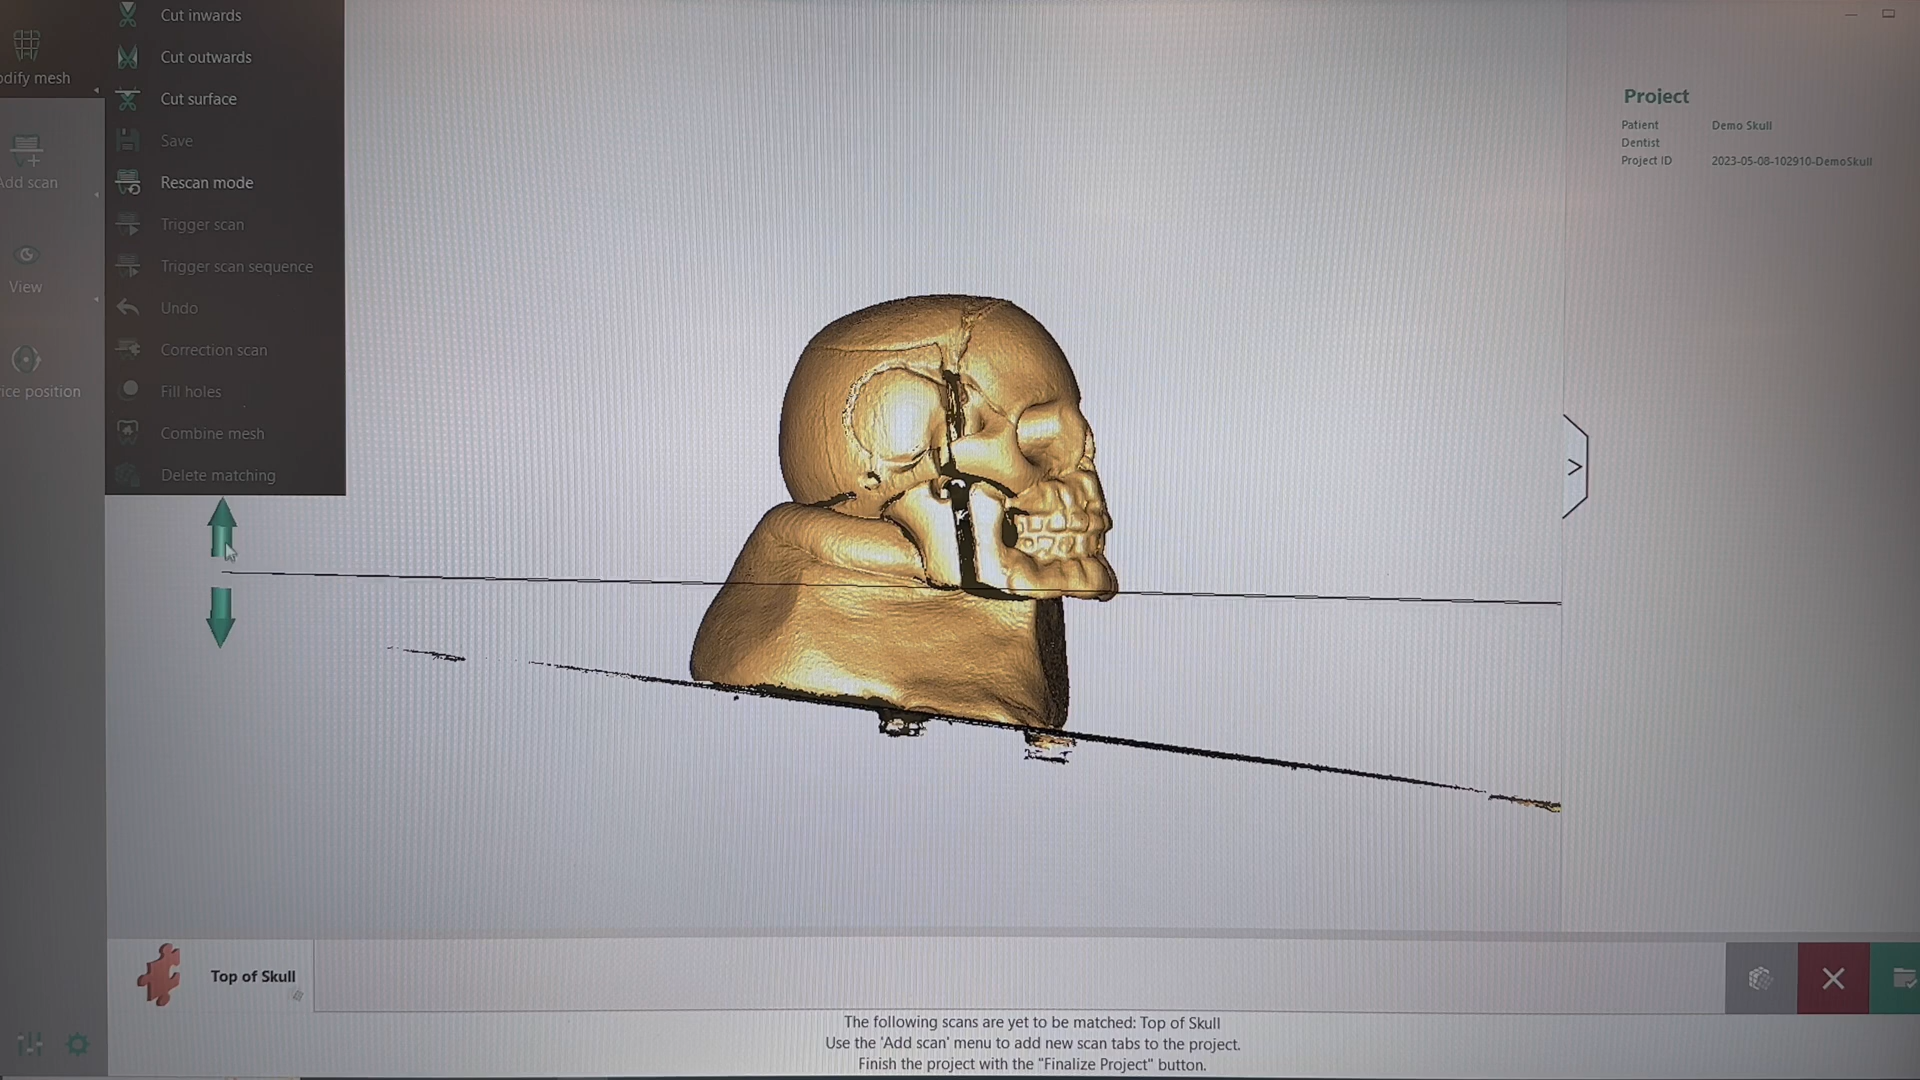 Cut inwards
Cut outwards
Cut surface
Save
Rescan mode
Trigger scan
Trigger scan sequence
Undo
Correction scan
Fill holes
Combine mesh
Delete matching
odify mesh
Add scan
View
ice position
Project
Patient Demo Skull
Dentist
Project ID 2023-05-08-102910-DemoSkull
>
Top of Skull
The following scans are yet to be matched: Top of Skull
Use the 'Add scan' menu to add new scan tabs to the project.
Finish the project with the "Finalize Project" button.